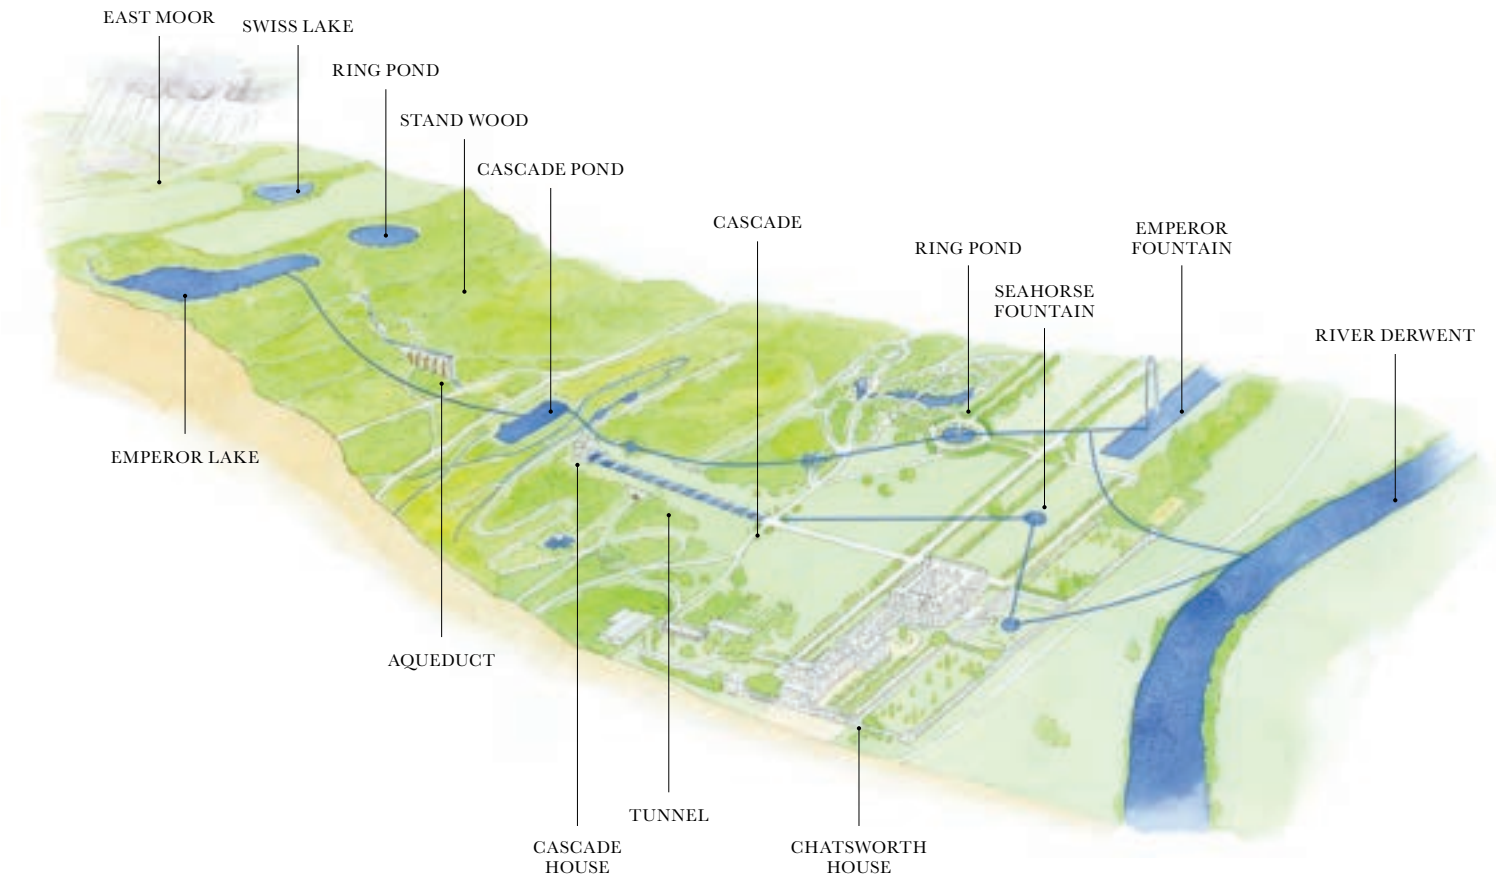 EAST MOOR
SWISS LAKE
RING POND
STAND WOOD
CASCADE POND
CASCADE
RING POND
EMPEROR
FOUNTAIN
SEAHORSE
FOUNTAIN
RIVER DERWENT
EMPEROR LAKE
AQUEDUCT
TUNNEL
CASCADE
HOUSE
CHATSWORTH
HOUSE